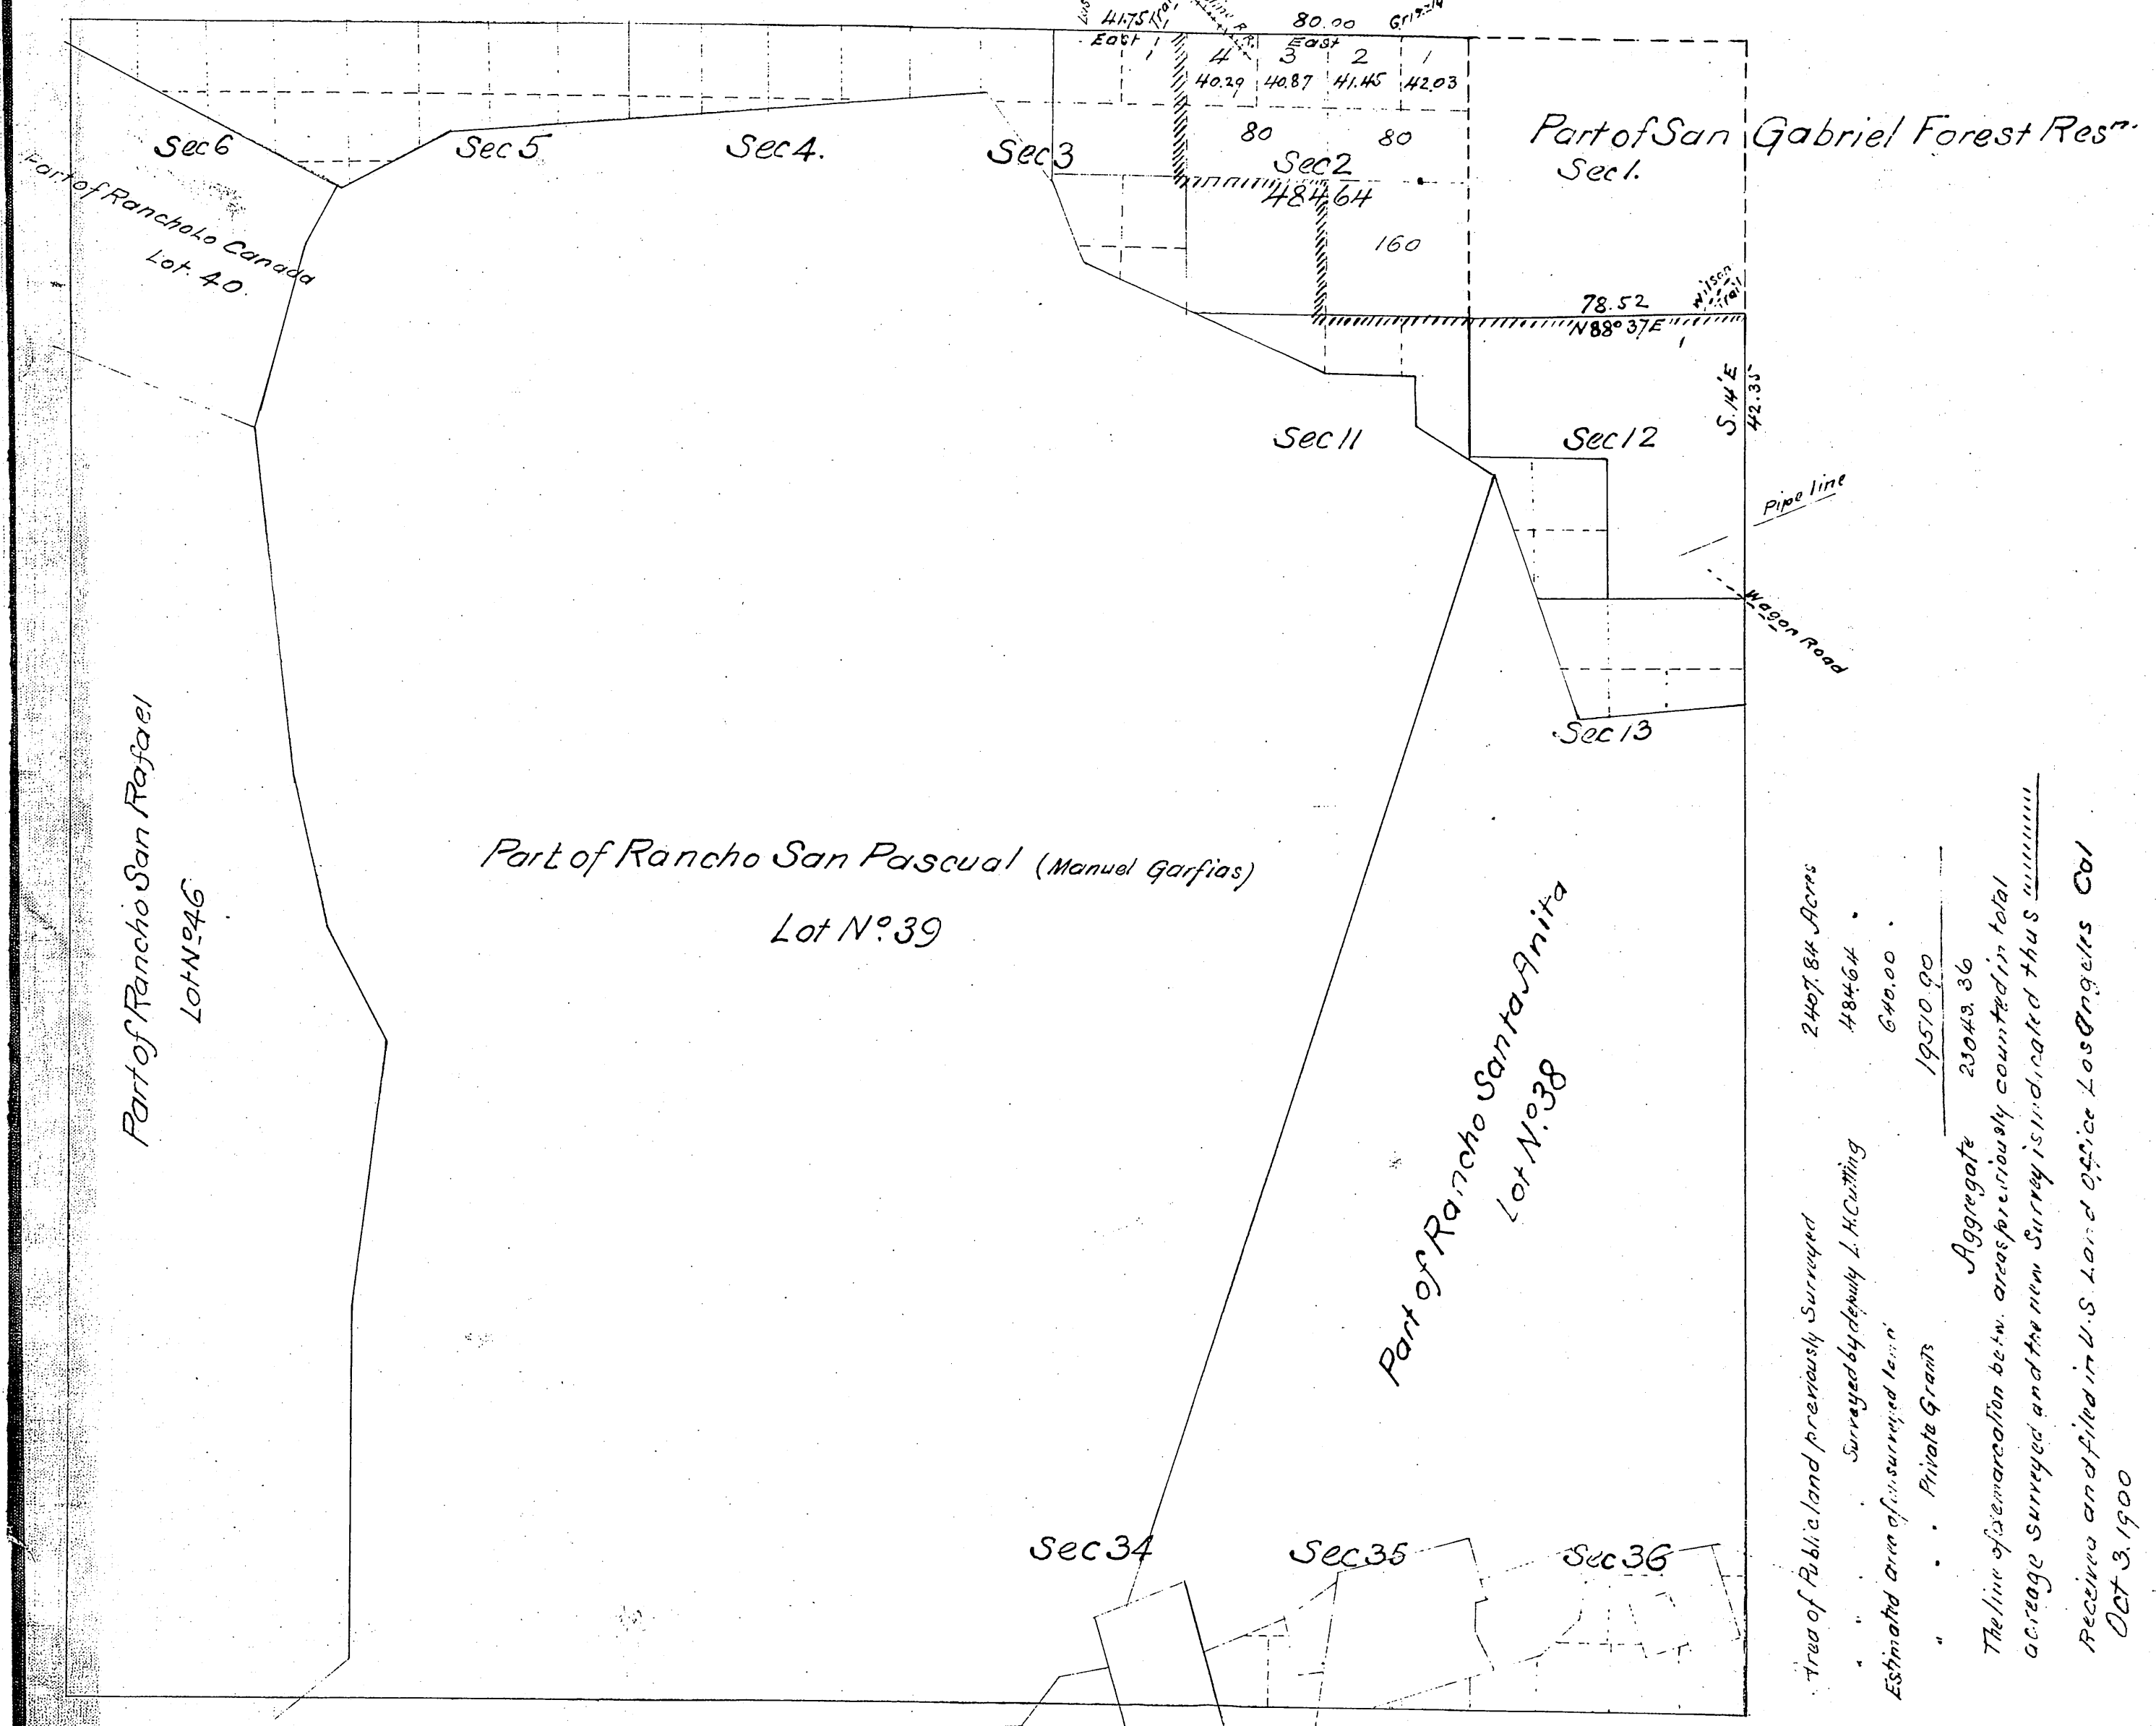 41.75
80.00
Grizzly
East
East
4 3 2 1
40.29 40.87 41.45 42.03
80 80
Sec 6
Sec 5
Sec 4.
Sec 3
Sec 2
484.64
160
Part of San Gabriel Forest Resn.
Sec 1.
Part of Rancho La Canada
Lot. 40.
Wilson Trail
78.52
N88°37'E
S. 14' E
42.35
Sec 11
Sec 12
Pipe line
Wagon Road
Sec 13
Part of Rancho San Rafael
Lot Nº 46
Part of Rancho San Pascual (Manuel Garfias)
Lot Nº 39
Part of Rancho Santa Anita
Lot Nº 38
Sec 34
Sec 35
Sec 36
Area of Public land previously Surveyed 2407.84 Acres
" " . . Surveyed by deputy L. H. Cutting 484.64 .
Estimated area of unsurveyed land 640.00 .
" . . Private Grants 19510.90
Aggregate 23043.36
The line of demarcation betw. areas previously counted in total
acreage surveyed and the new Survey is indicated thus
Received and filed in U.S. Land Office Los Angeles Cal
Oct 3. 1900